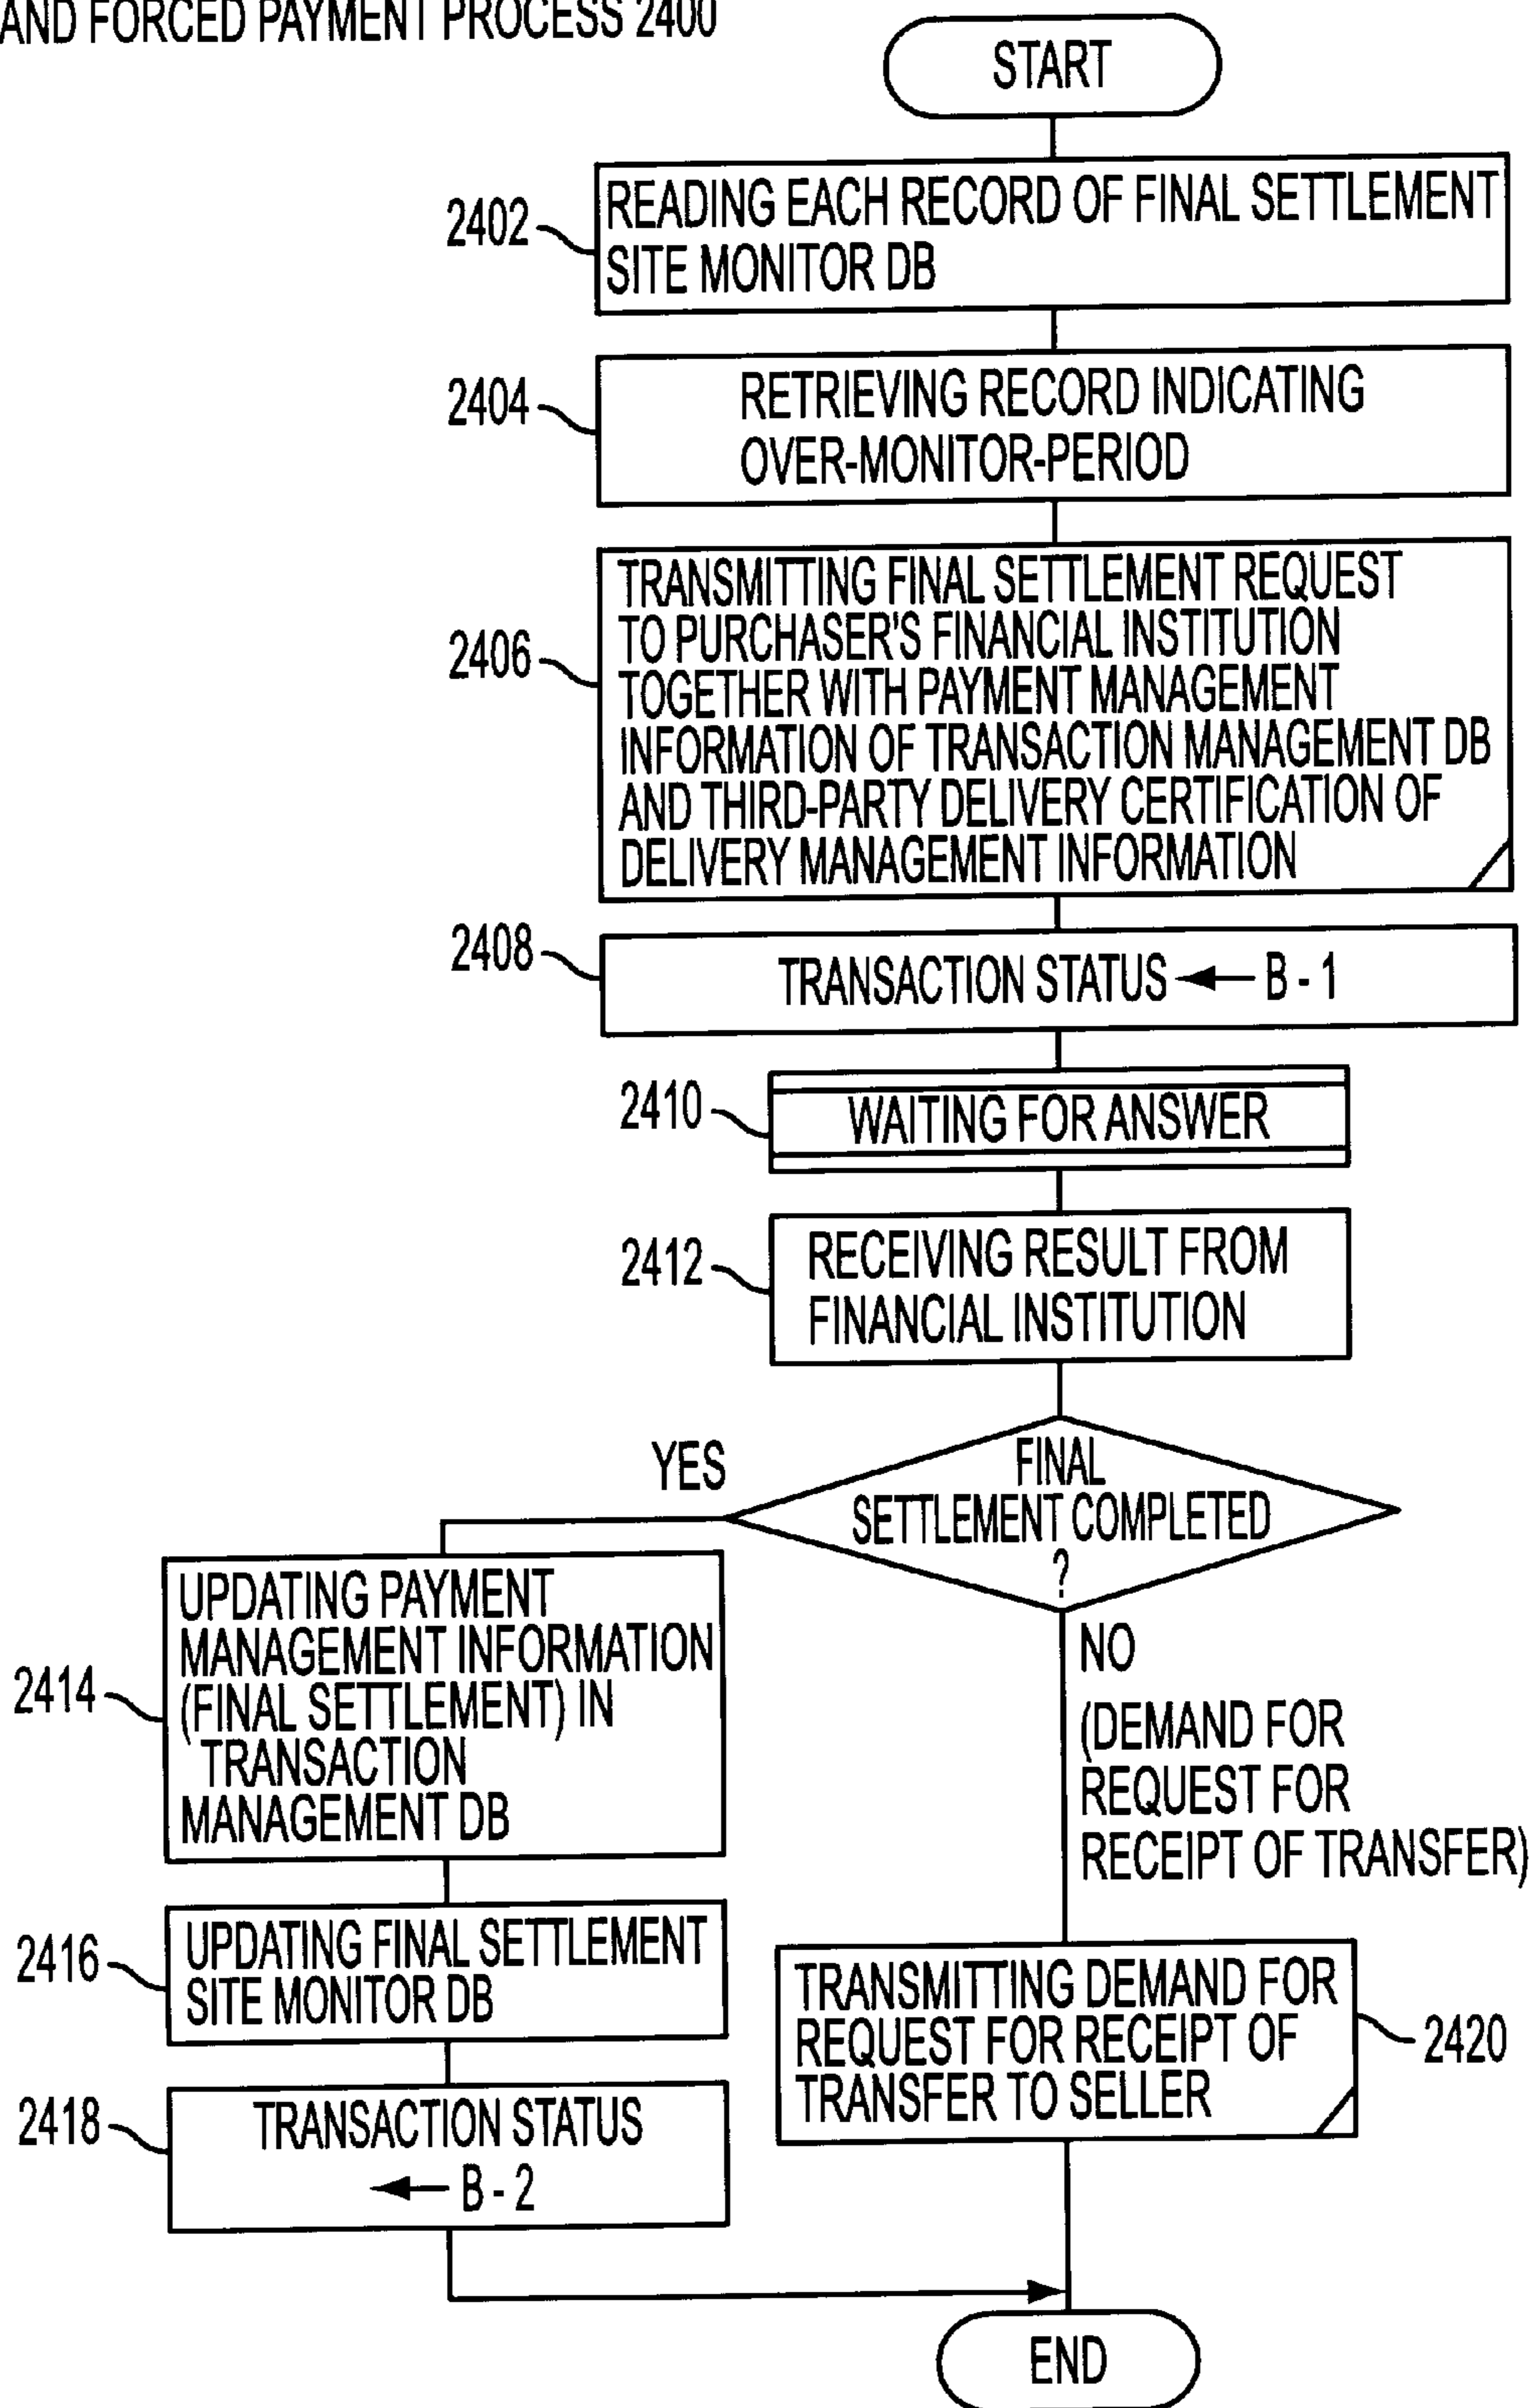 AND FORCED PAYMENT PROCESS 2400
START
2402
READING EACH RECORD OF FINAL SETTLEMENT
SITE MONITOR DB
2404
RETRIEVING RECORD INDICATING
OVER-MONITOR-PERIOD
2406
TRANSMITTING FINAL SETTLEMENT REQUEST
TO PURCHASER'S FINANCIAL INSTITUTION
TOGETHER WITH PAYMENT MANAGEMENT
INFORMATION OF TRANSACTION MANAGEMENT DB
AND THIRD-PARTY DELIVERY CERTIFICATION OF
DELIVERY MANAGEMENT INFORMATION
2408
TRANSACTION STATUS ← B - 1
2410
WAITING FOR ANSWER
2412
RECEIVING RESULT FROM
FINANCIAL INSTITUTION
FINAL
SETTLEMENT COMPLETED
?
YES
2414
UPDATING PAYMENT
MANAGEMENT INFORMATION
(FINAL SETTLEMENT) IN
TRANSACTION
MANAGEMENT DB
2416
UPDATING FINAL SETTLEMENT
SITE MONITOR DB
2418
TRANSACTION STATUS
← B - 2
NO
(DEMAND FOR
REQUEST FOR
RECEIPT OF TRANSFER)
TRANSMITTING DEMAND FOR
REQUEST FOR RECEIPT OF
TRANSFER TO SELLER
2420
END